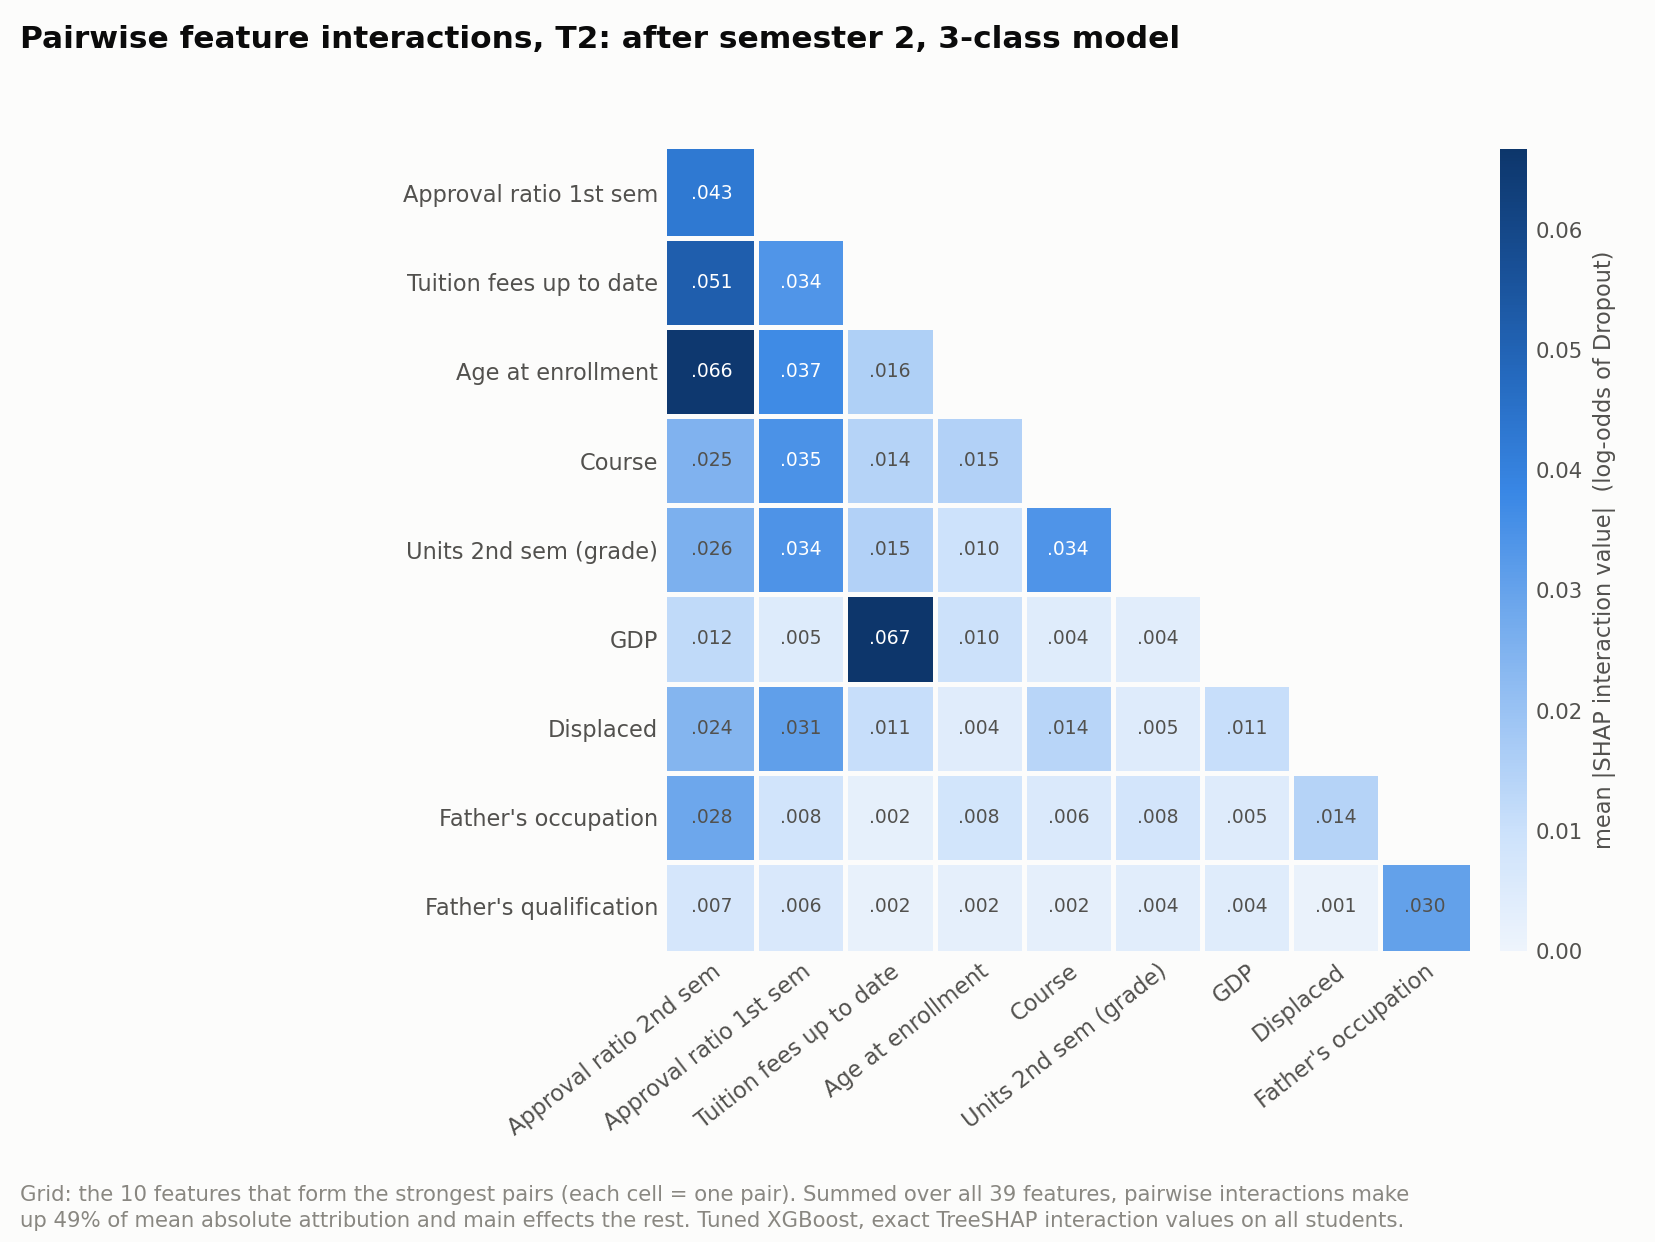 Pairwise feature interactions, T2: after semester 2, 3-class model
Approval ratio 1st sem
.043
Tuition fees up to date
.051 .034
Age at enrollment
.066 .037 .016
Course
.025 .035 .014 .015
Units 2nd sem (grade)
.026 .034 .015 .010 .034
GDP
.012 .005 .067 .010 .004 .004
Displaced
.024 .031 .011 .004 .014 .005 .011
Father's occupation
.028 .008 .002 .008 .006 .008 .005 .014
Father's qualification
.007 .006 .002 .002 .002 .004 .004 .001 .030
Approval ratio 2nd sem
Approval ratio 1st sem
Tuition fees up to date
Age at enrollment
Course
Units 2nd sem (grade)
GDP
Displaced
Father's occupation
0.06
0.05
0.04
0.03
0.02
0.01
0.00
mean |SHAP interaction value| (log-odds of Dropout)
Grid: the 10 features that form the strongest pairs (each cell = one pair). Summed over all 39 features, pairwise interactions make
up 49% of mean absolute attribution and main effects the rest. Tuned XGBoost, exact TreeSHAP interaction values on all students.